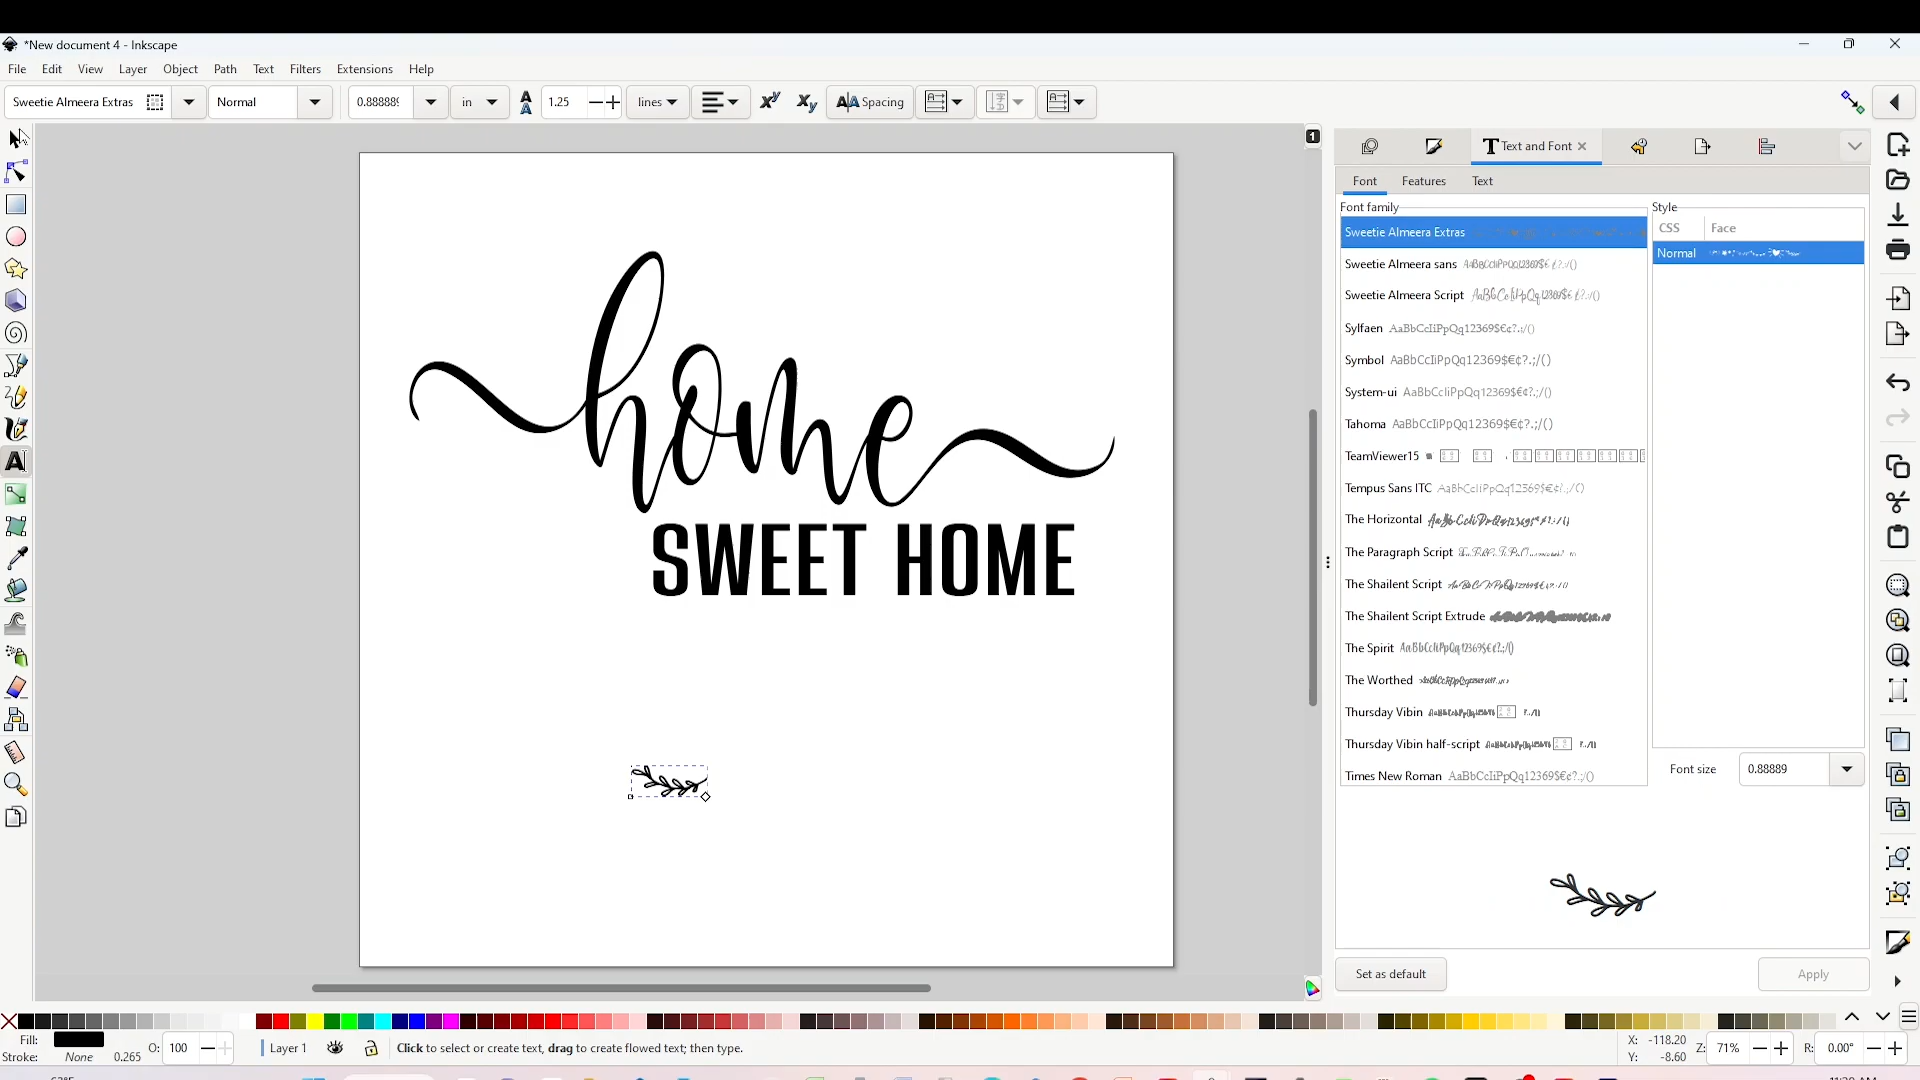 *New document 4 - Inkscape
File Edit View Layer Object Path Text Filters Extensions Help
Sweetie Almeera Extras Normal 0.88888 in 1.25 lines Spacing
1
Text and Font
Font Features Text
Font family Style
CSS Face
Sweetie Almeera Extras
Normal
Sweetie Almeera sans AaBbCcIiPpQq12369$€¢?.;/()
Sweetie Almeera Script AaBbCcIiPpQq12369$€¢?.;/()
Sylfaen AaBbCcIiPpQq12369$€¢?.;/()
Symbol AaBbCcIiPpQq12369$€¢?.;/()
System-ui AaBbCcIiPpQq12369$€¢?.;/()
Tahoma AaBbCcIiPpQq12369$€¢?.;/()
TeamViewer15
Tempus Sans ITC AaBbCcIiPpQq12369$€¢?.;/()
The Horizontal
The Paragraph Script
The Shailent Script
The Shailent Script Extrude
The Spirit AaBbCcIiPpQq12369$€¢?.;/()
The Worthed
Thursday Vibin
Thursday Vibin half-script
Times New Roman AaBbCcIiPpQq12369$€¢?.;/()
Font size 0.88889
Set as default Apply
home
SWEET HOME
Fill:
Stroke: None 0.265
O: 100
Layer 1
Click to select or create text, drag to create flowed text; then type.
X: -118.20
Y: -8.60
Z: 71%
R: 0.00°